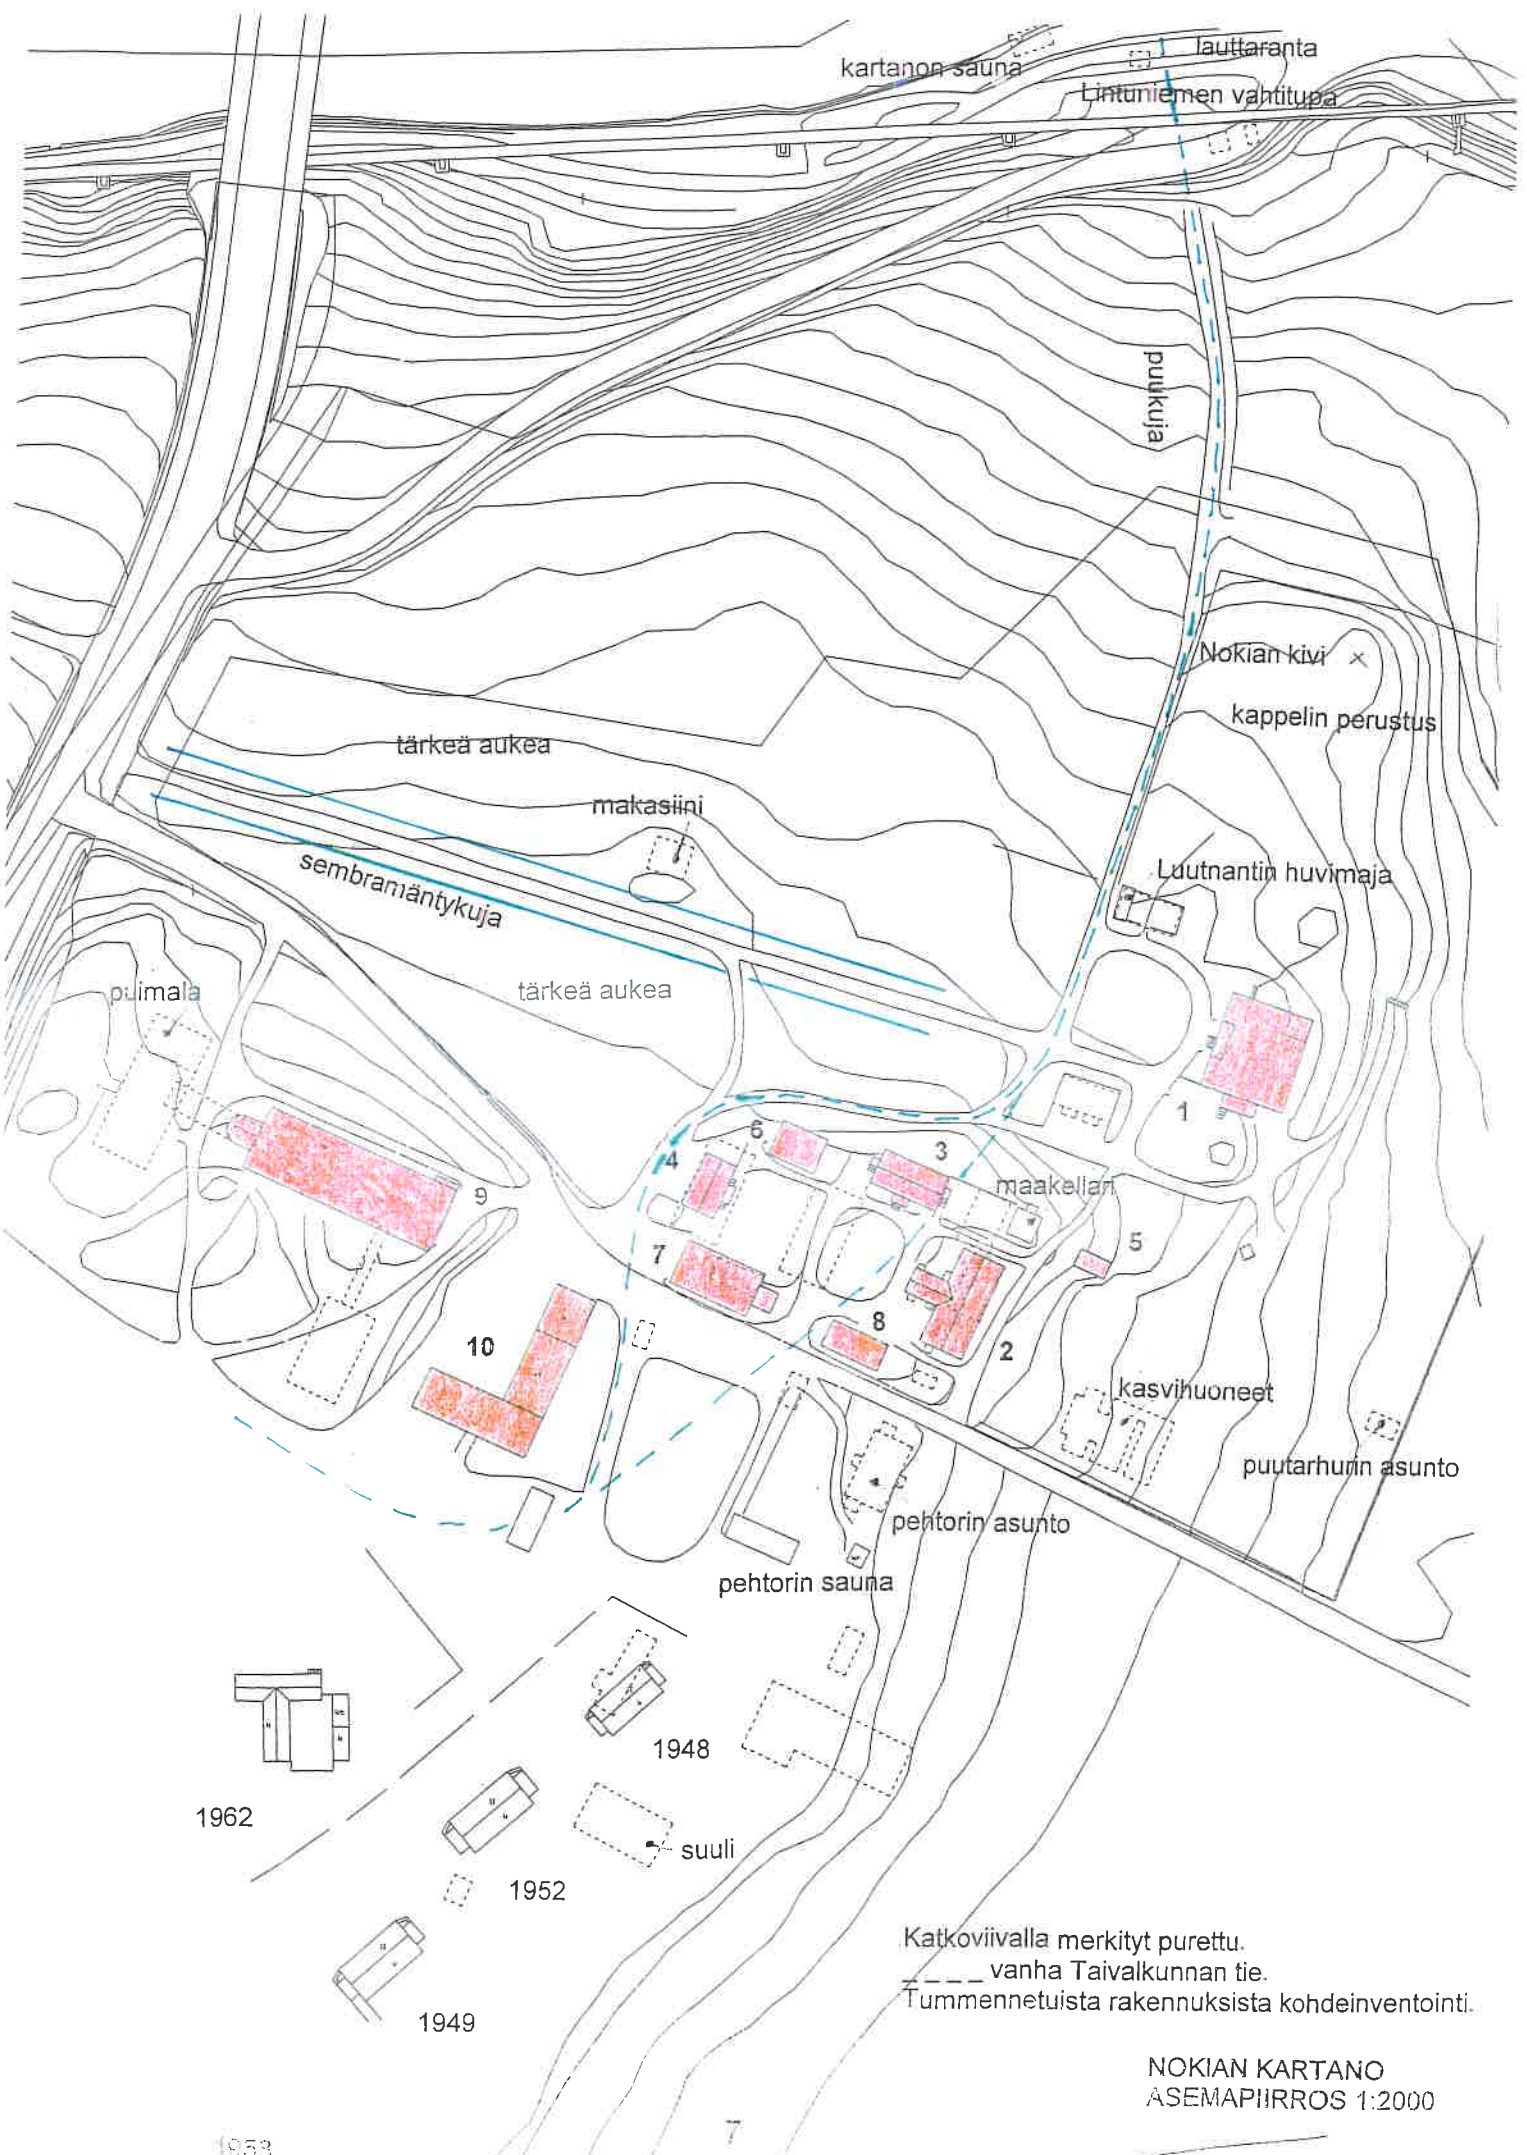 lauttaranta
kartanon sauna
Lintuniemen vahtitupa
puukuja
Nokian kivi
kappelin perustus
tärkeä aukea
makasiini
sembramäntykuja
Luutnantin huvimaja
puimala
tärkeä aukea
1
6
3
4
maakellari
9
7
5
8
10
2
kasvihuoneet
puutarhurin asunto
pehtorin asunto
pehtorin sauna
1948
1962
suuli
1952
Katkoviivalla merkityt purettu.
vanha Taivalkunnan tie.
Tummennetuista rakennuksista kohdeinventointi.
1949
NOKIAN KARTANO
ASEMAPIIRROS 1:2000
7